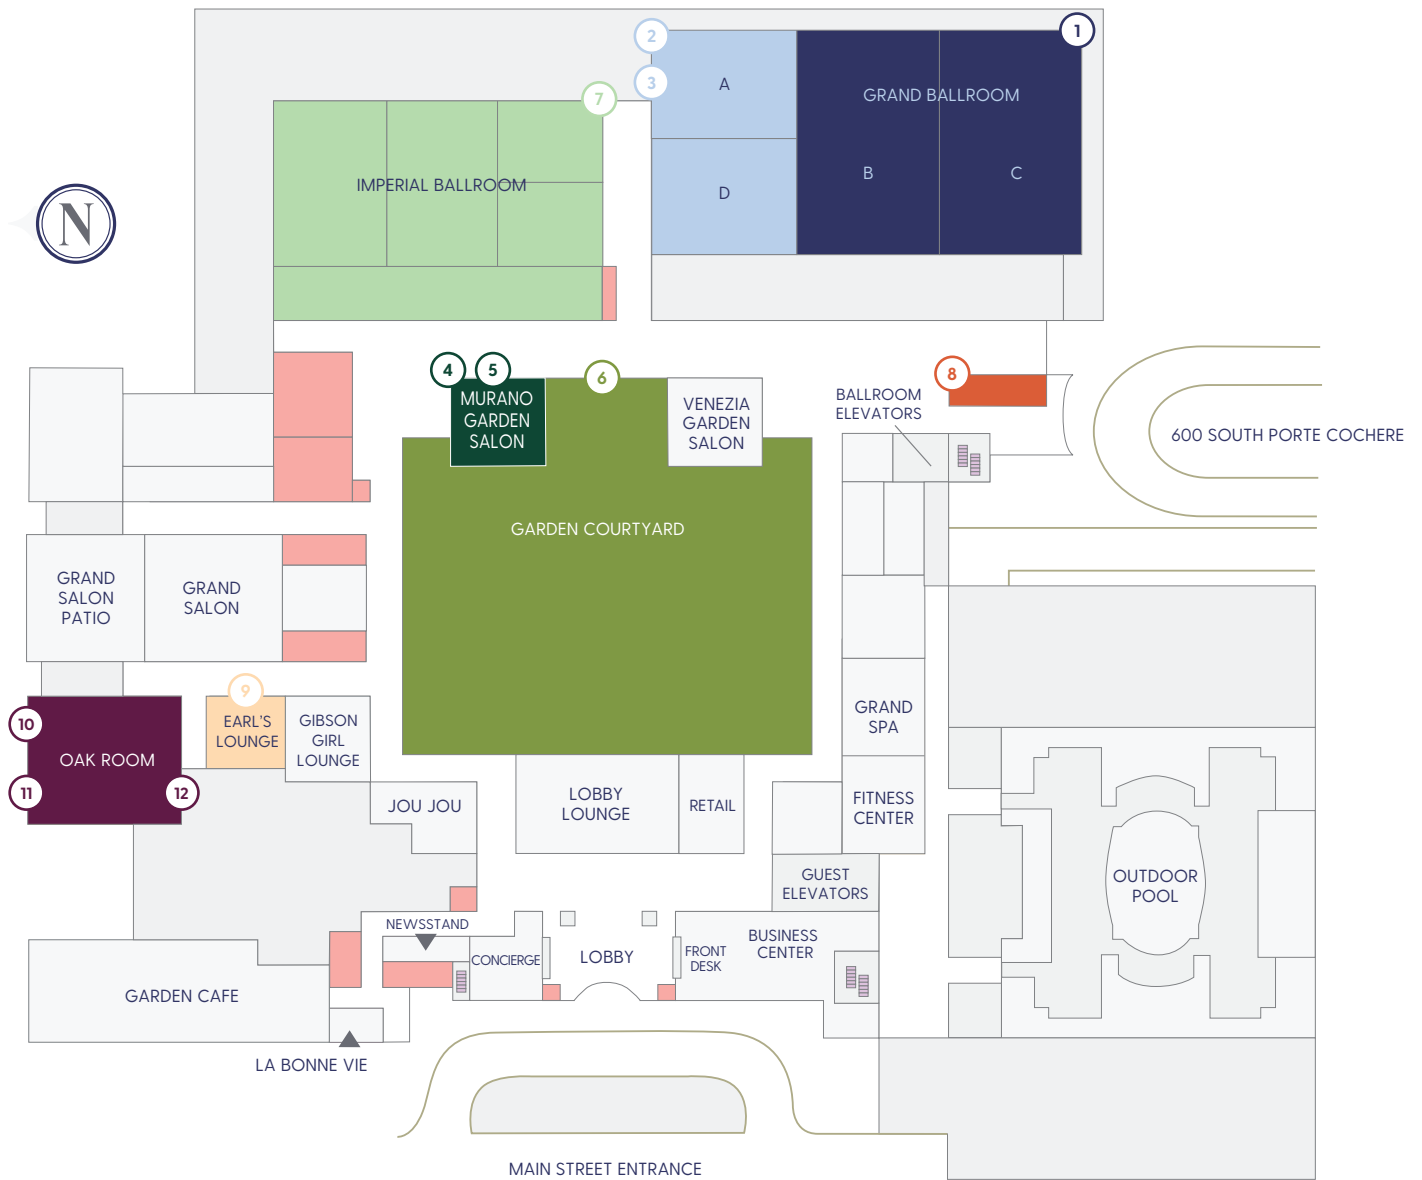 1
2
3
A
GRAND BALLROOM
7
B
C
IMPERIAL BALLROOM
D
N
4
5
6
8
MURANO
GARDEN
SALON
VENEZIA
GARDEN
SALON
BALLROOM
ELEVATORS
600 SOUTH PORTE COCHERE
GARDEN COURTYARD
GRAND
SALON
PATIO
GRAND
SALON
9
10
EARL'S
LOUNGE
GIBSON
GIRL
LOUNGE
GRAND
SPA
OAK ROOM
11
12
JOU JOU
LOBBY
LOUNGE
RETAIL
FITNESS
CENTER
GUEST
ELEVATORS
OUTDOOR
POOL
NEWSSTAND
CONCIERGE
LOBBY
FRONT
DESK
BUSINESS
CENTER
GARDEN CAFE
LA BONNE VIE
MAIN STREET ENTRANCE